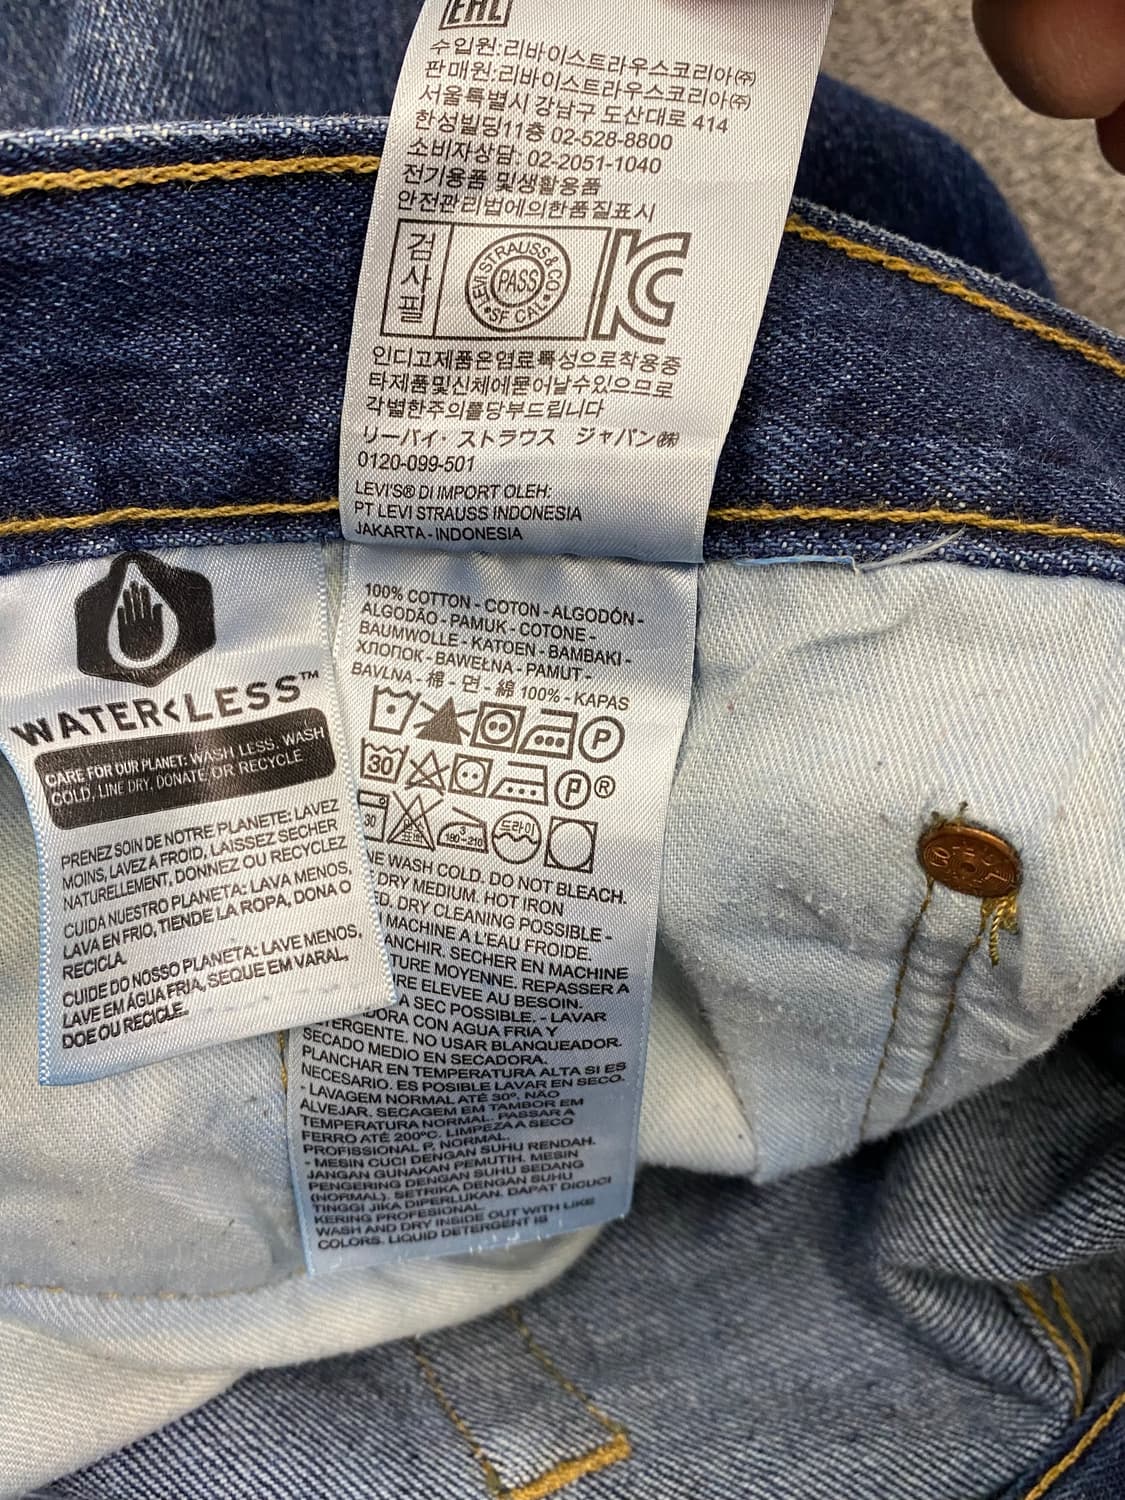 EAC
수입원:리바이스트라우스코리아㈜
판매원:리바이스트라우스코리아㈜
서울특별시 강남구 도산대로 414
한성빌딩11층 02-528-8800
소비자상담: 02-2051-1040
전기용품 및생활용품
안전관리법에의한품질표시
검사필
LEVI STRAUSS & CO.
PASS
SF CAL
KC
인디고제품은염료특성으로착용중
타제품및신체에묻어날수있으므로
각별한주의를당부드립니다
リーバイ・ストラウス ジャパン㈱
0120-099-501
LEVI'S® DI IMPORT OLEH:
PT LEVI STRAUSS INDONESIA
JAKARTA - INDONESIA
WATER<LESS™
CARE FOR OUR PLANET: WASH LESS, WASH
COLD, LINE DRY, DONATE OR RECYCLE
PRENEZ SOIN DE NOTRE PLANETE: LAVEZ
MOINS, LAVEZ A FROID, LAISSEZ SECHER
NATURELLEMENT, DONNEZ OU RECYCLEZ
CUIDA NUESTRO PLANETA: LAVA MENOS,
LAVA EN FRIO, TIENDE LA ROPA, DONA O
RECICLA.
CUIDE DO NOSSO PLANETA: LAVE MENOS,
LAVE EM ÁGUA FRIA, SEQUE EM VARAL,
DOE OU RECICLE.
100% COTTON - COTON - ALGODÓN -
ALGODÃO - PAMUK - COTONE -
BAUMWOLLE - KATOEN - BAMBAKI -
ХЛОПОК - BAWEŁNA - PAMUT -
BAVLNA - 棉 - 면 - 綿 100% - KAPAS
P
30 P ®
30 3 180-210 드라이
NE WASH COLD. DO NOT BLEACH.
DRY MEDIUM. HOT IRON
ED. DRY CLEANING POSSIBLE -
MACHINE A L'EAU FROIDE.
ANCHIR. SECHER EN MACHINE
TURE MOYENNE. REPASSER A
RE ELEVEE AU BESOIN.
A SEC POSSIBLE. - LAVAR
DORA CON AGUA FRIA Y
TERGENTE. NO USAR BLANQUEADOR.
SECADO MEDIO EN SECADORA.
PLANCHAR EN TEMPERATURA ALTA SI ES
NECESARIO. ES POSIBLE LAVAR EN SECO.
- LAVAGEM NORMAL ATÉ 30º. NÃO
ALVEJAR. SECAGEM EM TAMBOR EM
TEMPERATURA NORMAL. PASSAR A
FERRO ATÉ 200ºC. LIMPEZA A SECO
PROFISSIONAL P, NORMAL.
- MESIN CUCI DENGAN SUHU RENDAH.
JANGAN GUNAKAN PEMUTIH. MESIN
PENGERING DENGAN SUHU SEDANG
(NORMAL). SETRIKA DENGAN SUHU
TINGGI JIKA DIPERLUKAN. DAPAT DICUCI
KERING PROFESIONAL.
WASH AND DRY INSIDE OUT WITH LIKE
COLORS. LIQUID DETERGENT IS